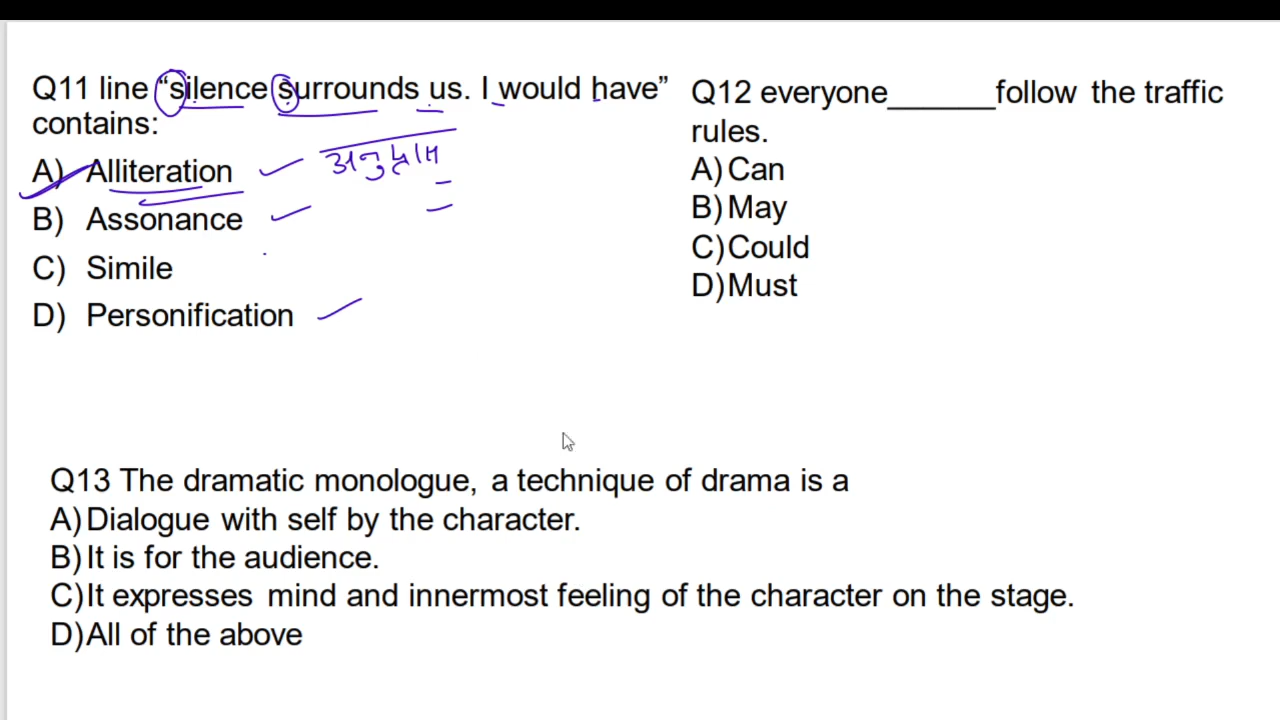 Q11 line “silence surrounds us. I would have”
contains:
A) Alliteration अनुप्रास
B) Assonance
C) Simile
D) Personification
Q12 everyone______follow the traffic
rules.
A) Can
B) May
C) Could
D) Must
Q13 The dramatic monologue, a technique of drama is a
A) Dialogue with self by the character.
B) It is for the audience.
C) It expresses mind and innermost feeling of the character on the stage.
D) All of the above